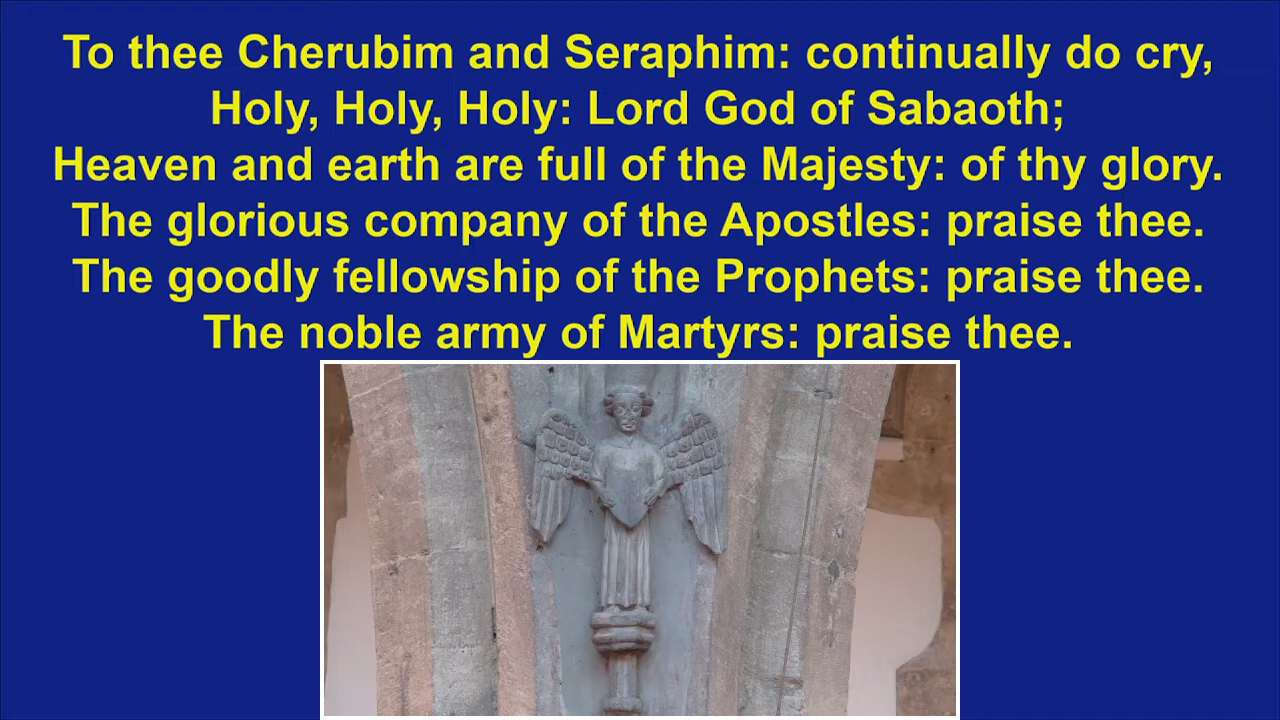 To thee Cherubim and Seraphim: continually do cry,
Holy, Holy, Holy: Lord God of Sabaoth;
Heaven and earth are full of the Majesty: of thy glory.
The glorious company of the Apostles: praise thee.
The goodly fellowship of the Prophets: praise thee.
The noble army of Martyrs: praise thee.